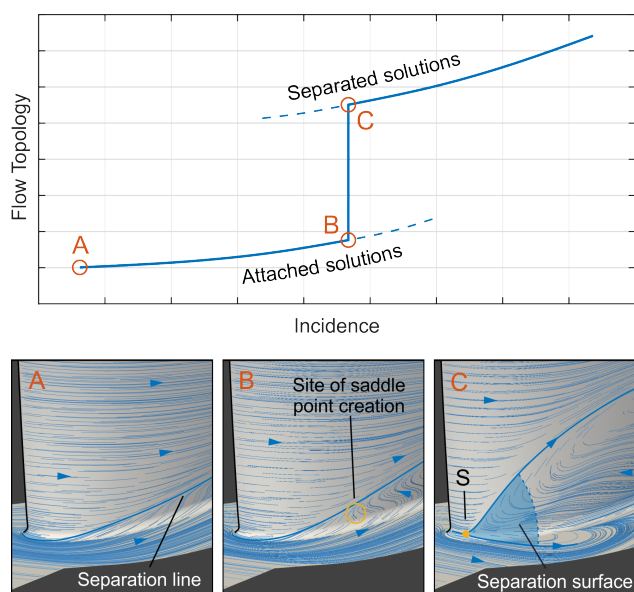 Flow Topology
Separated solutions
C
B
A
Attached solutions
Incidence
A
Separation line
B
Site of saddle
point creation
C
S
Separation surface